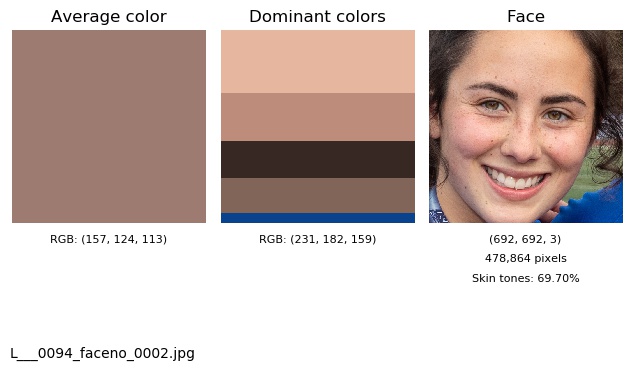 Average color
Dominant colors
Face
RGB: (157, 124, 113)
RGB: (231, 182, 159)
(692, 692, 3)
478,864 pixels
Skin tones: 69.70%
L___0094_faceno_0002.jpg